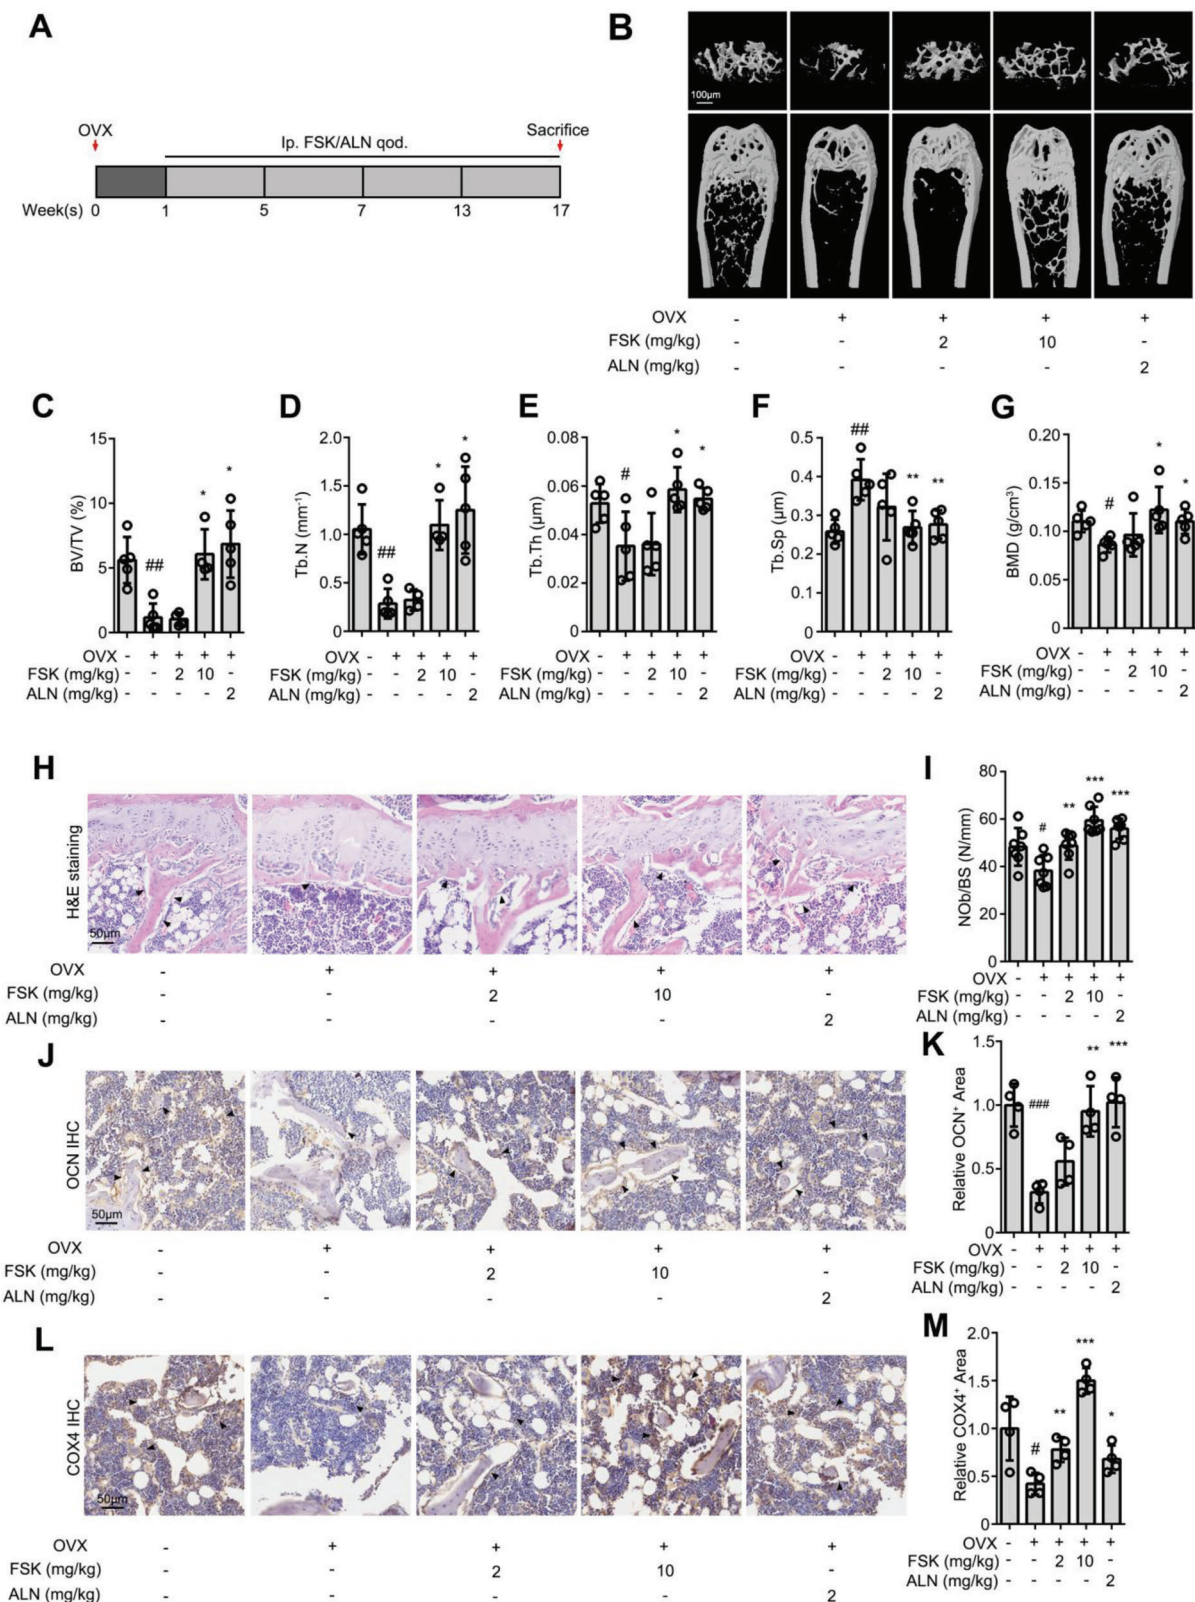 A
OVX
Sacrifice
Ip. FSK/ALN qod.
Week(s) 0 1 5 7 13 17
B
100μm
OVX - + + + +
FSK (mg/kg) - - 2 10 -
ALN (mg/kg) - - - - 2
C
BV/TV (%)
15
10
5
0
##
*
*
OVX - + + + +
FSK (mg/kg) - - 2 10 -
ALN (mg/kg) - - - - 2
D
Tb.N (mm⁻¹)
2.0
1.5
1.0
0.5
0
##
*
*
OVX - + + + +
FSK (mg/kg) - - 2 10 -
ALN (mg/kg) - - - - 2
E
Tb.Th (μm)
0.08
0.06
0.04
0.02
0
#
*
*
OVX - + + + +
FSK (mg/kg) - - 2 10 -
ALN (mg/kg) - - - - 2
F
Tb.Sp (μm)
0.5
0.4
0.3
0.2
0.1
0
##
**
**
OVX - + + + +
FSK (mg/kg) - - 2 10 -
ALN (mg/kg) - - - - 2
G
BMD (g/cm³)
0.20
0.15
0.10
0.05
0
#
*
*
OVX - + + + +
FSK (mg/kg) - - 2 10 -
ALN (mg/kg) - - - - 2
H
H&E staining
50μm
OVX - + + + +
FSK (mg/kg) - - 2 10 -
ALN (mg/kg) - - - - 2
I
NOb/BS (N/mm)
80
60
40
20
0
#
**
***
***
OVX - + + + +
FSK (mg/kg) - - 2 10 -
ALN (mg/kg) - - - - 2
J
OCN IHC
50μm
OVX - + + + +
FSK (mg/kg) - - 2 10 -
ALN (mg/kg) - - - - 2
K
Relative OCN⁺ Area
1.5
1.0
0.5
0
###
**
***
OVX - + + + +
FSK (mg/kg) - - 2 10 -
ALN (mg/kg) - - - - 2
L
COX4 IHC
50μm
OVX - + + + +
FSK (mg/kg) - - 2 10 -
ALN (mg/kg) - - - - 2
M
Relative COX4⁺ Area
2.0
1.5
1.0
0.5
0
#
**
***
*
OVX - + + + +
FSK (mg/kg) - - 2 10 -
ALN (mg/kg) - - - - 2